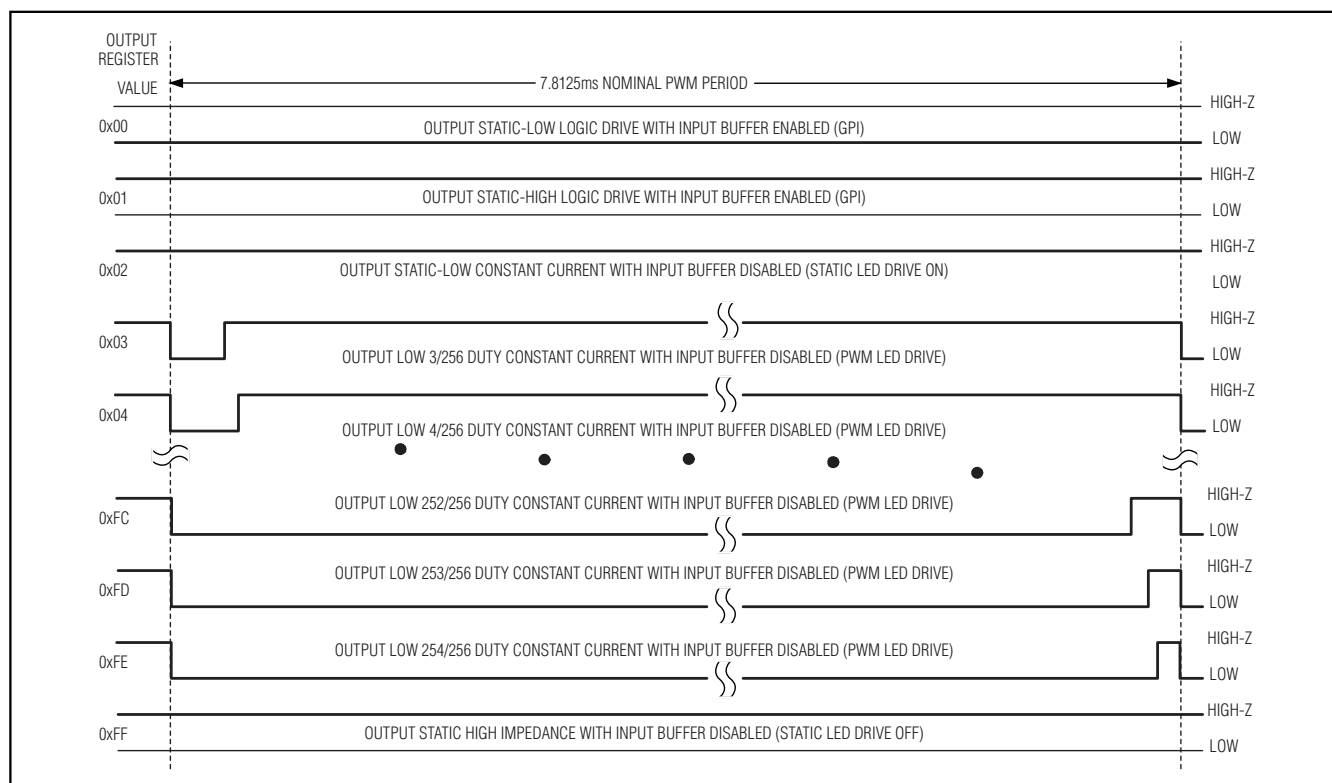 OUTPUT
REGISTER
VALUE
7.8125ms NOMINAL PWM PERIOD
HIGH-Z
0x00
OUTPUT STATIC-LOW LOGIC DRIVE WITH INPUT BUFFER ENABLED (GPI)
LOW
HIGH-Z
0x01
OUTPUT STATIC-HIGH LOGIC DRIVE WITH INPUT BUFFER ENABLED (GPI)
LOW
HIGH-Z
0x02
OUTPUT STATIC-LOW CONSTANT CURRENT WITH INPUT BUFFER DISABLED (STATIC LED DRIVE ON)
LOW
HIGH-Z
0x03
OUTPUT LOW 3/256 DUTY CONSTANT CURRENT WITH INPUT BUFFER DISABLED (PWM LED DRIVE)
LOW
HIGH-Z
0x04
OUTPUT LOW 4/256 DUTY CONSTANT CURRENT WITH INPUT BUFFER DISABLED (PWM LED DRIVE)
LOW
HIGH-Z
0xFC
OUTPUT LOW 252/256 DUTY CONSTANT CURRENT WITH INPUT BUFFER DISABLED (PWM LED DRIVE)
LOW
HIGH-Z
0xFD
OUTPUT LOW 253/256 DUTY CONSTANT CURRENT WITH INPUT BUFFER DISABLED (PWM LED DRIVE)
LOW
HIGH-Z
0xFE
OUTPUT LOW 254/256 DUTY CONSTANT CURRENT WITH INPUT BUFFER DISABLED (PWM LED DRIVE)
LOW
HIGH-Z
0xFF
OUTPUT STATIC HIGH IMPEDANCE WITH INPUT BUFFER DISABLED (STATIC LED DRIVE OFF)
LOW